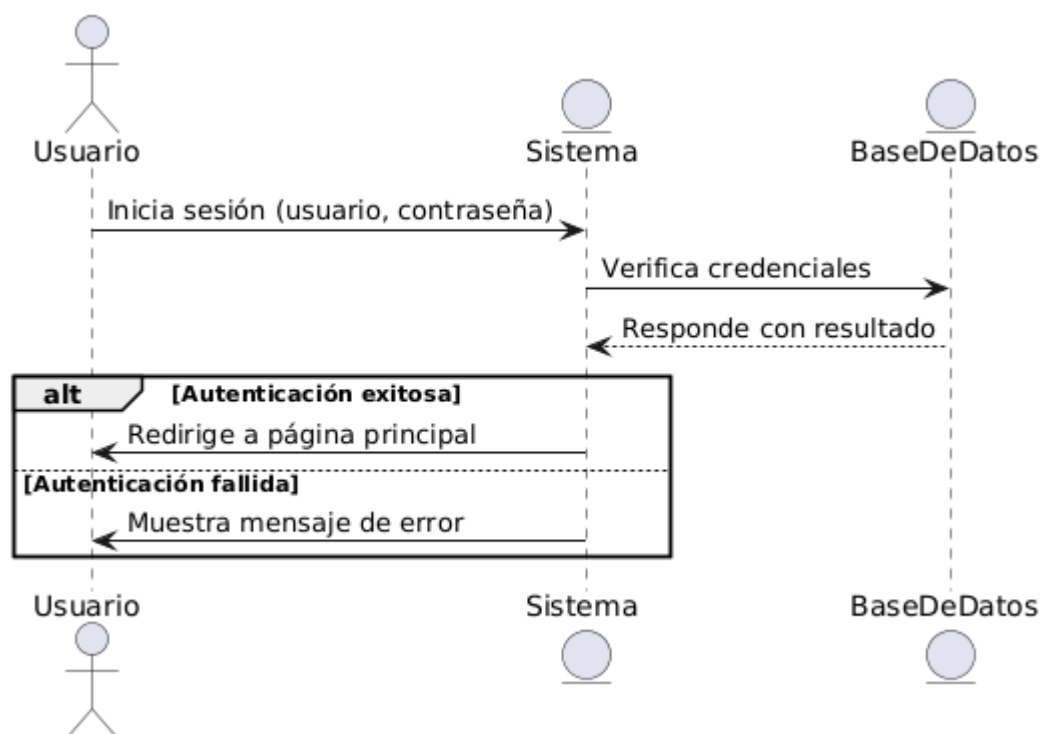 Usuario
Sistema
BaseDeDatos
Inicia sesión (usuario, contraseña)
Verifica credenciales
Responde con resultado
alt
[Autenticación exitosa]
Redirige a página principal
[Autenticación fallida]
Muestra mensaje de error
Usuario
Sistema
BaseDeDatos